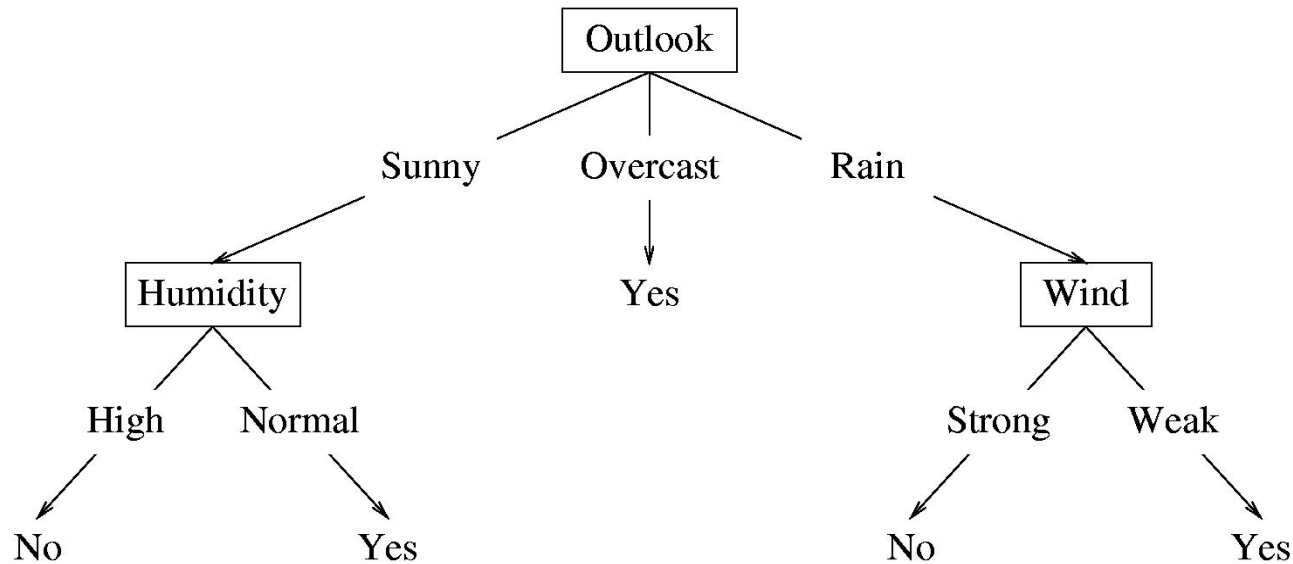 Outlook
Sunny Overcast Rain
Humidity Yes Wind
High Normal Strong Weak
No Yes No Yes